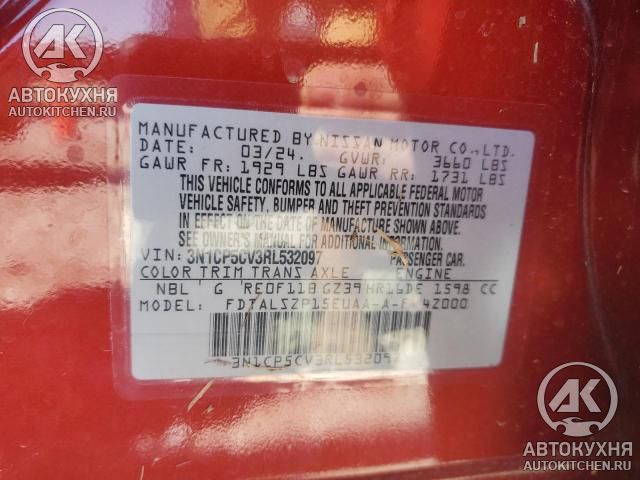 АК
АВТОКУХНЯ
AUTOKITCHEN.RU
MANUFACTURED BY NISSAN MOTOR CO.,LTD.
DATE: 03/24. GVWR: 3660 LBS
GAWR FR: 1929 LBS GAWR RR: 1731 LBS
THIS VEHICLE CONFORMS TO ALL APPLICABLE FEDERAL MOTOR
VEHICLE SAFETY, BUMPER AND THEFT PREVENTION STANDARDS
IN EFFECT ON THE DATE OF MANUFACTURE SHOWN ABOVE.
SEE OWNER'S MANUAL FOR ADDITIONAL INFORMATION.
VIN: 3N1CP5CV3RL532097 PASSENGER CAR.
COLOR TRIM TRANS AXLE ENGINE
NBL G RE0F11B GZ39 HR16DE 1598 CC
MODEL: FDTALSZP15EUAA-A-F 4Z000
3N1CP5CV3RL532097
АК
АВТОКУХНЯ
AUTOKITCHEN.RU